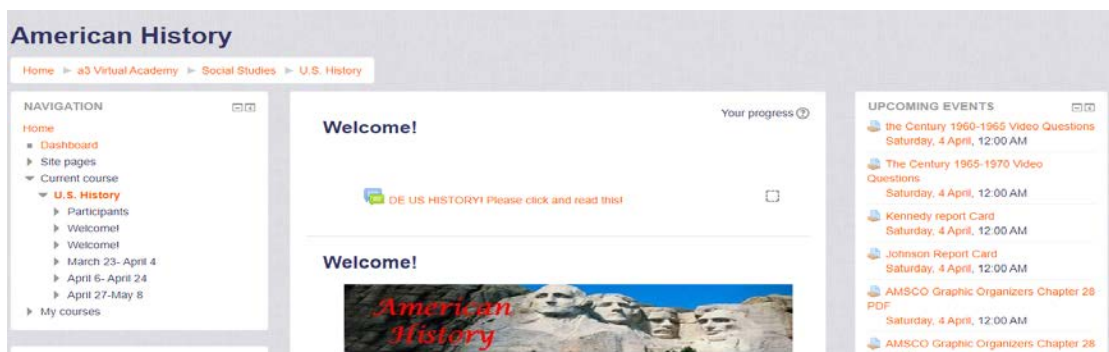 American History
Home ► a3 Virtual Academy ► Social Studies ► U.S. History
NAVIGATION
Home
Dashboard
Site pages
Current course
U.S. History
Participants
Welcome!
Welcome!
March 23- April 4
April 6- April 24
April 27-May 8
My courses
Your progress
Welcome!
DE US HISTORY! Please click and read this!
Welcome!
American
History
UPCOMING EVENTS
the Century 1960-1965 Video Questions
Saturday, 4 April, 12:00 AM
The Century 1965-1970 Video
Questions
Saturday, 4 April, 12:00 AM
Kennedy report Card
Saturday, 4 April, 12:00 AM
Johnson Report Card
Saturday, 4 April, 12:00 AM
AMSCO Graphic Organizers Chapter 28
PDF
Saturday, 4 April, 12:00 AM
AMSCO Graphic Organizers Chapter 28